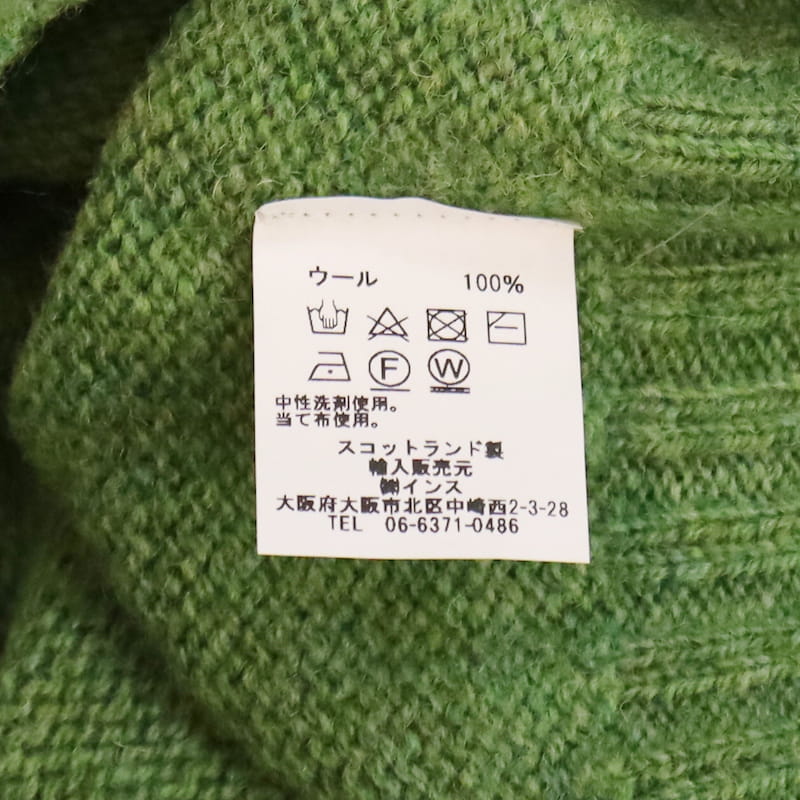 ウール 100%
F W
中性洗剤使用。
当て布使用。
スコットランド製
輸入販売元
㈱インス
大阪府大阪市北区中崎西2-3-28
TEL 06-6371-0486